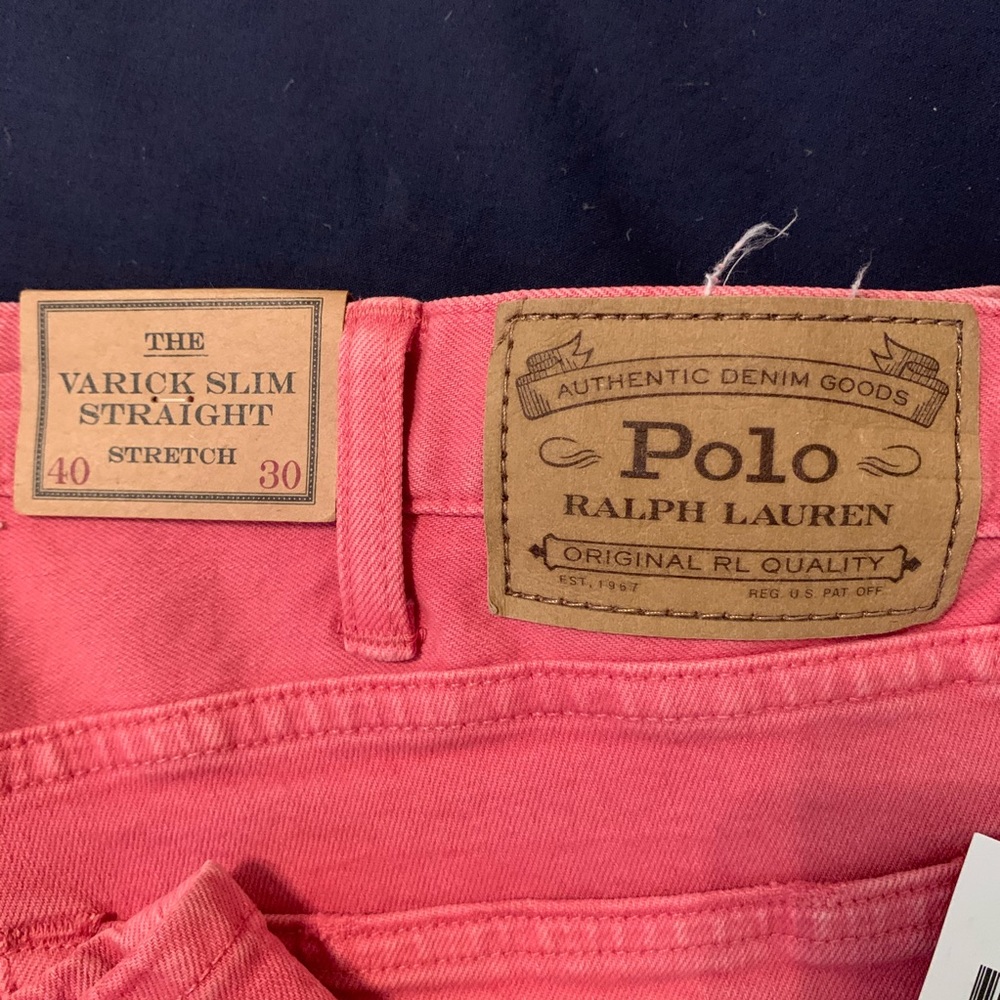 THE
VARICK SLIM
STRAIGHT
STRETCH
40 30
AUTHENTIC DENIM GOODS
Polo
RALPH LAUREN
ORIGINAL RL QUALITY
EST, 1967 REG. U.S. PAT OFF